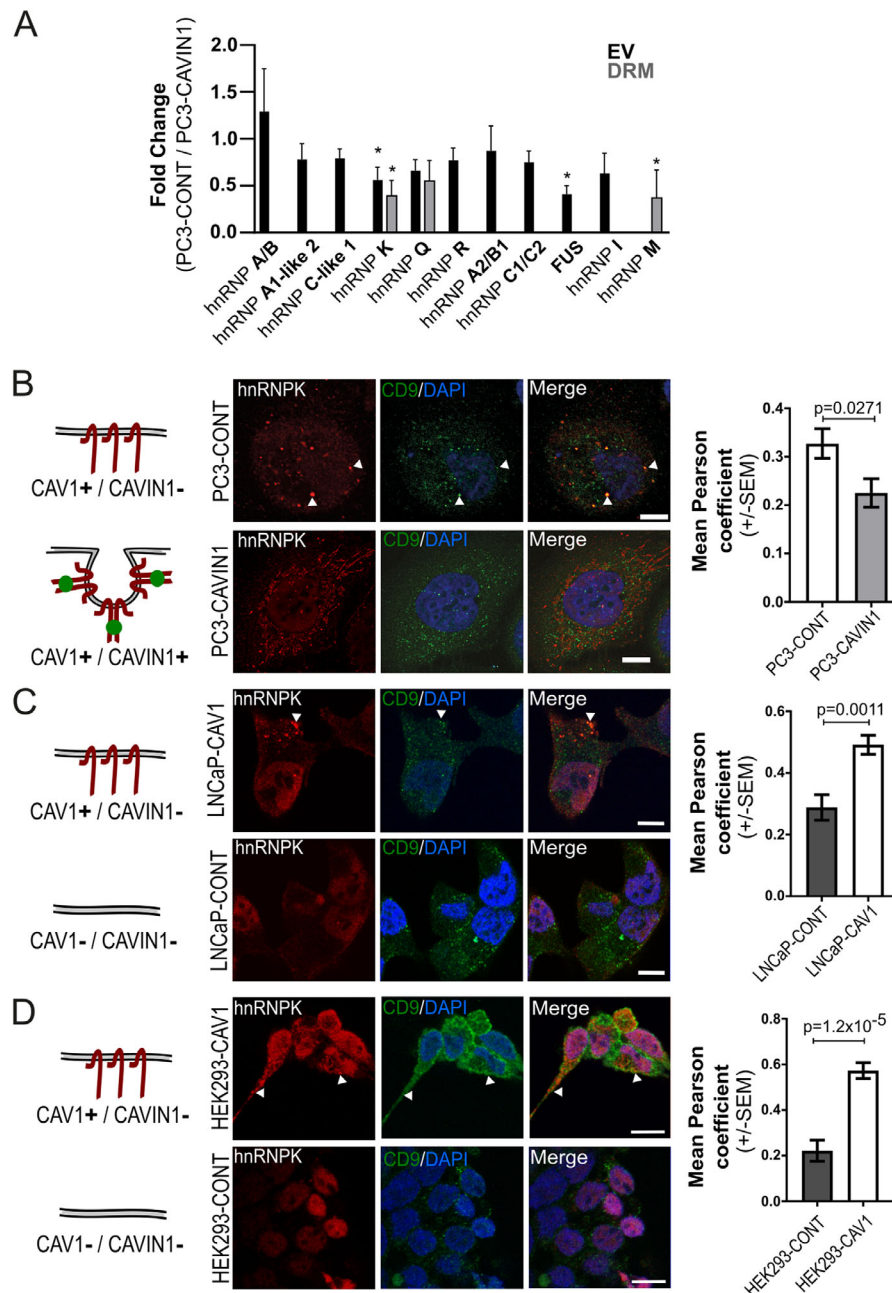 A
Fold Change
(PC3-CONT / PC3-CAVIN1)
2.0
1.5
1.0
0.5
0.0
EV
DRM
*
*
*
*
hnRNP A/B
hnRNP A1-like 2
hnRNP C-like 1
hnRNP K
hnRNP Q
hnRNP R
hnRNP A2/B1
hnRNP C1/C2
FUS
hnRNP I
hnRNP M
B
CAV1+ / CAVIN1-
CAV1+ / CAVIN1+
PC3-CONT
hnRNPK
CD9/DAPI
Merge
PC3-CAVIN1
hnRNPK
CD9/DAPI
Merge
Mean Pearson
coefficient
(+/-SEM)
p=0.0271
0.4
0.3
0.2
0.1
0.0
PC3-CONT
PC3-CAVIN1
C
CAV1+ / CAVIN1-
CAV1- / CAVIN1-
LNCaP-CAV1
hnRNPK
CD9/DAPI
Merge
LNCaP-CONT
hnRNPK
CD9/DAPI
Merge
Mean Pearson
coefficient
(+/-SEM)
p=0.0011
0.6
0.4
0.2
0.0
LNCaP-CONT
LNCaP-CAV1
D
CAV1+ / CAVIN1-
CAV1- / CAVIN1-
HEK293-CAV1
hnRNPK
CD9/DAPI
Merge
HEK293-CONT
hnRNPK
CD9/DAPI
Merge
Mean Pearson
coefficient
(+/-SEM)
p=1.2x10-5
0.8
0.6
0.4
0.2
0.0
HEK293-CONT
HEK293-CAV1